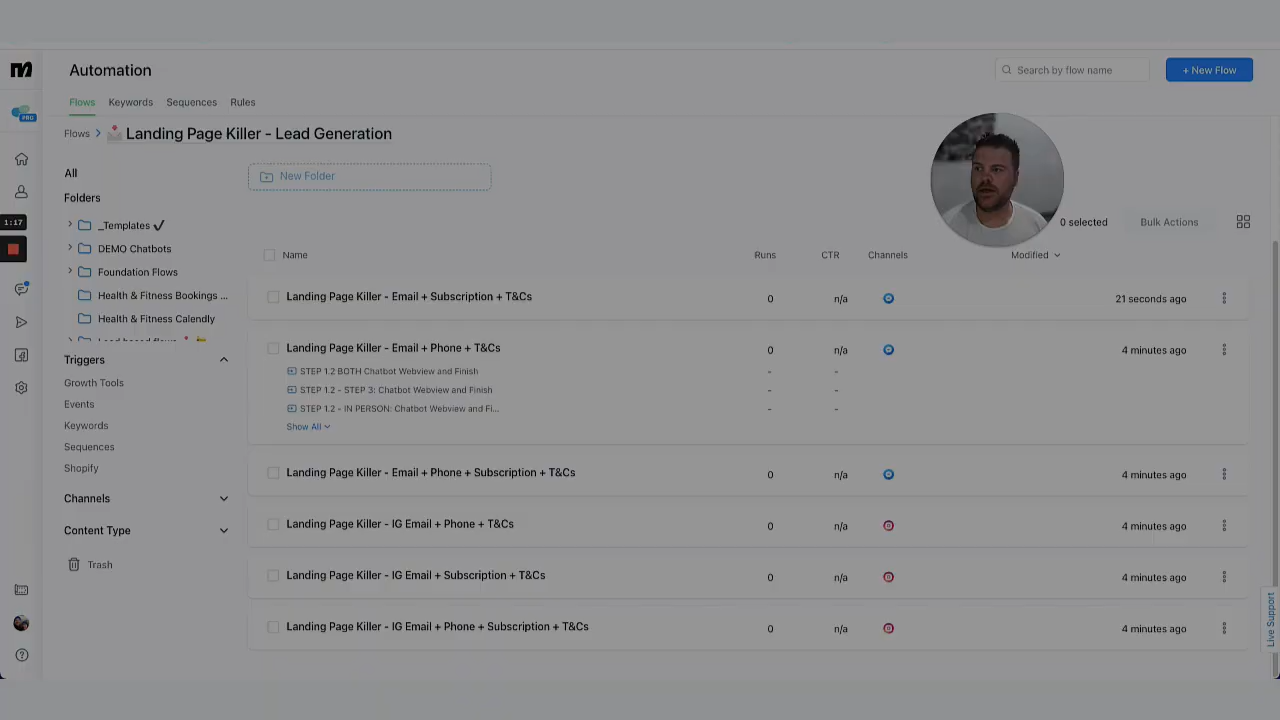 Automation
Search by flow name
+ New Flow
PRO
Flows Keywords Sequences Rules
Flows > Landing Page Killer - Lead Generation
All
New Folder
Folders
1:17
_Templates ✔
0 selected
Bulk Actions
DEMO Chatbots
Name Runs CTR Channels Modified
Foundation Flows
Health & Fitness Bookings ...
Landing Page Killer - Email + Subscription + T&Cs 0 n/a 21 seconds ago
Health & Fitness Calendly
Lead based flows
Landing Page Killer - Email + Phone + T&Cs 0 n/a 4 minutes ago
Triggers
STEP 1.2 BOTH Chatbot Webview and Finish - -
Growth Tools
STEP 1.2 - STEP 3: Chatbot Webview and Finish - -
Events
STEP 1.2 - IN PERSON: Chatbot Webview and Fi... - -
Keywords
Show All
Sequences
Shopify
Landing Page Killer - Email + Phone + Subscription + T&Cs 0 n/a 4 minutes ago
Channels
Landing Page Killer - IG Email + Phone + T&Cs 0 n/a 4 minutes ago
Content Type
Trash
Landing Page Killer - IG Email + Subscription + T&Cs 0 n/a 4 minutes ago
Landing Page Killer - IG Email + Phone + Subscription + T&Cs 0 n/a 4 minutes ago
Live Support